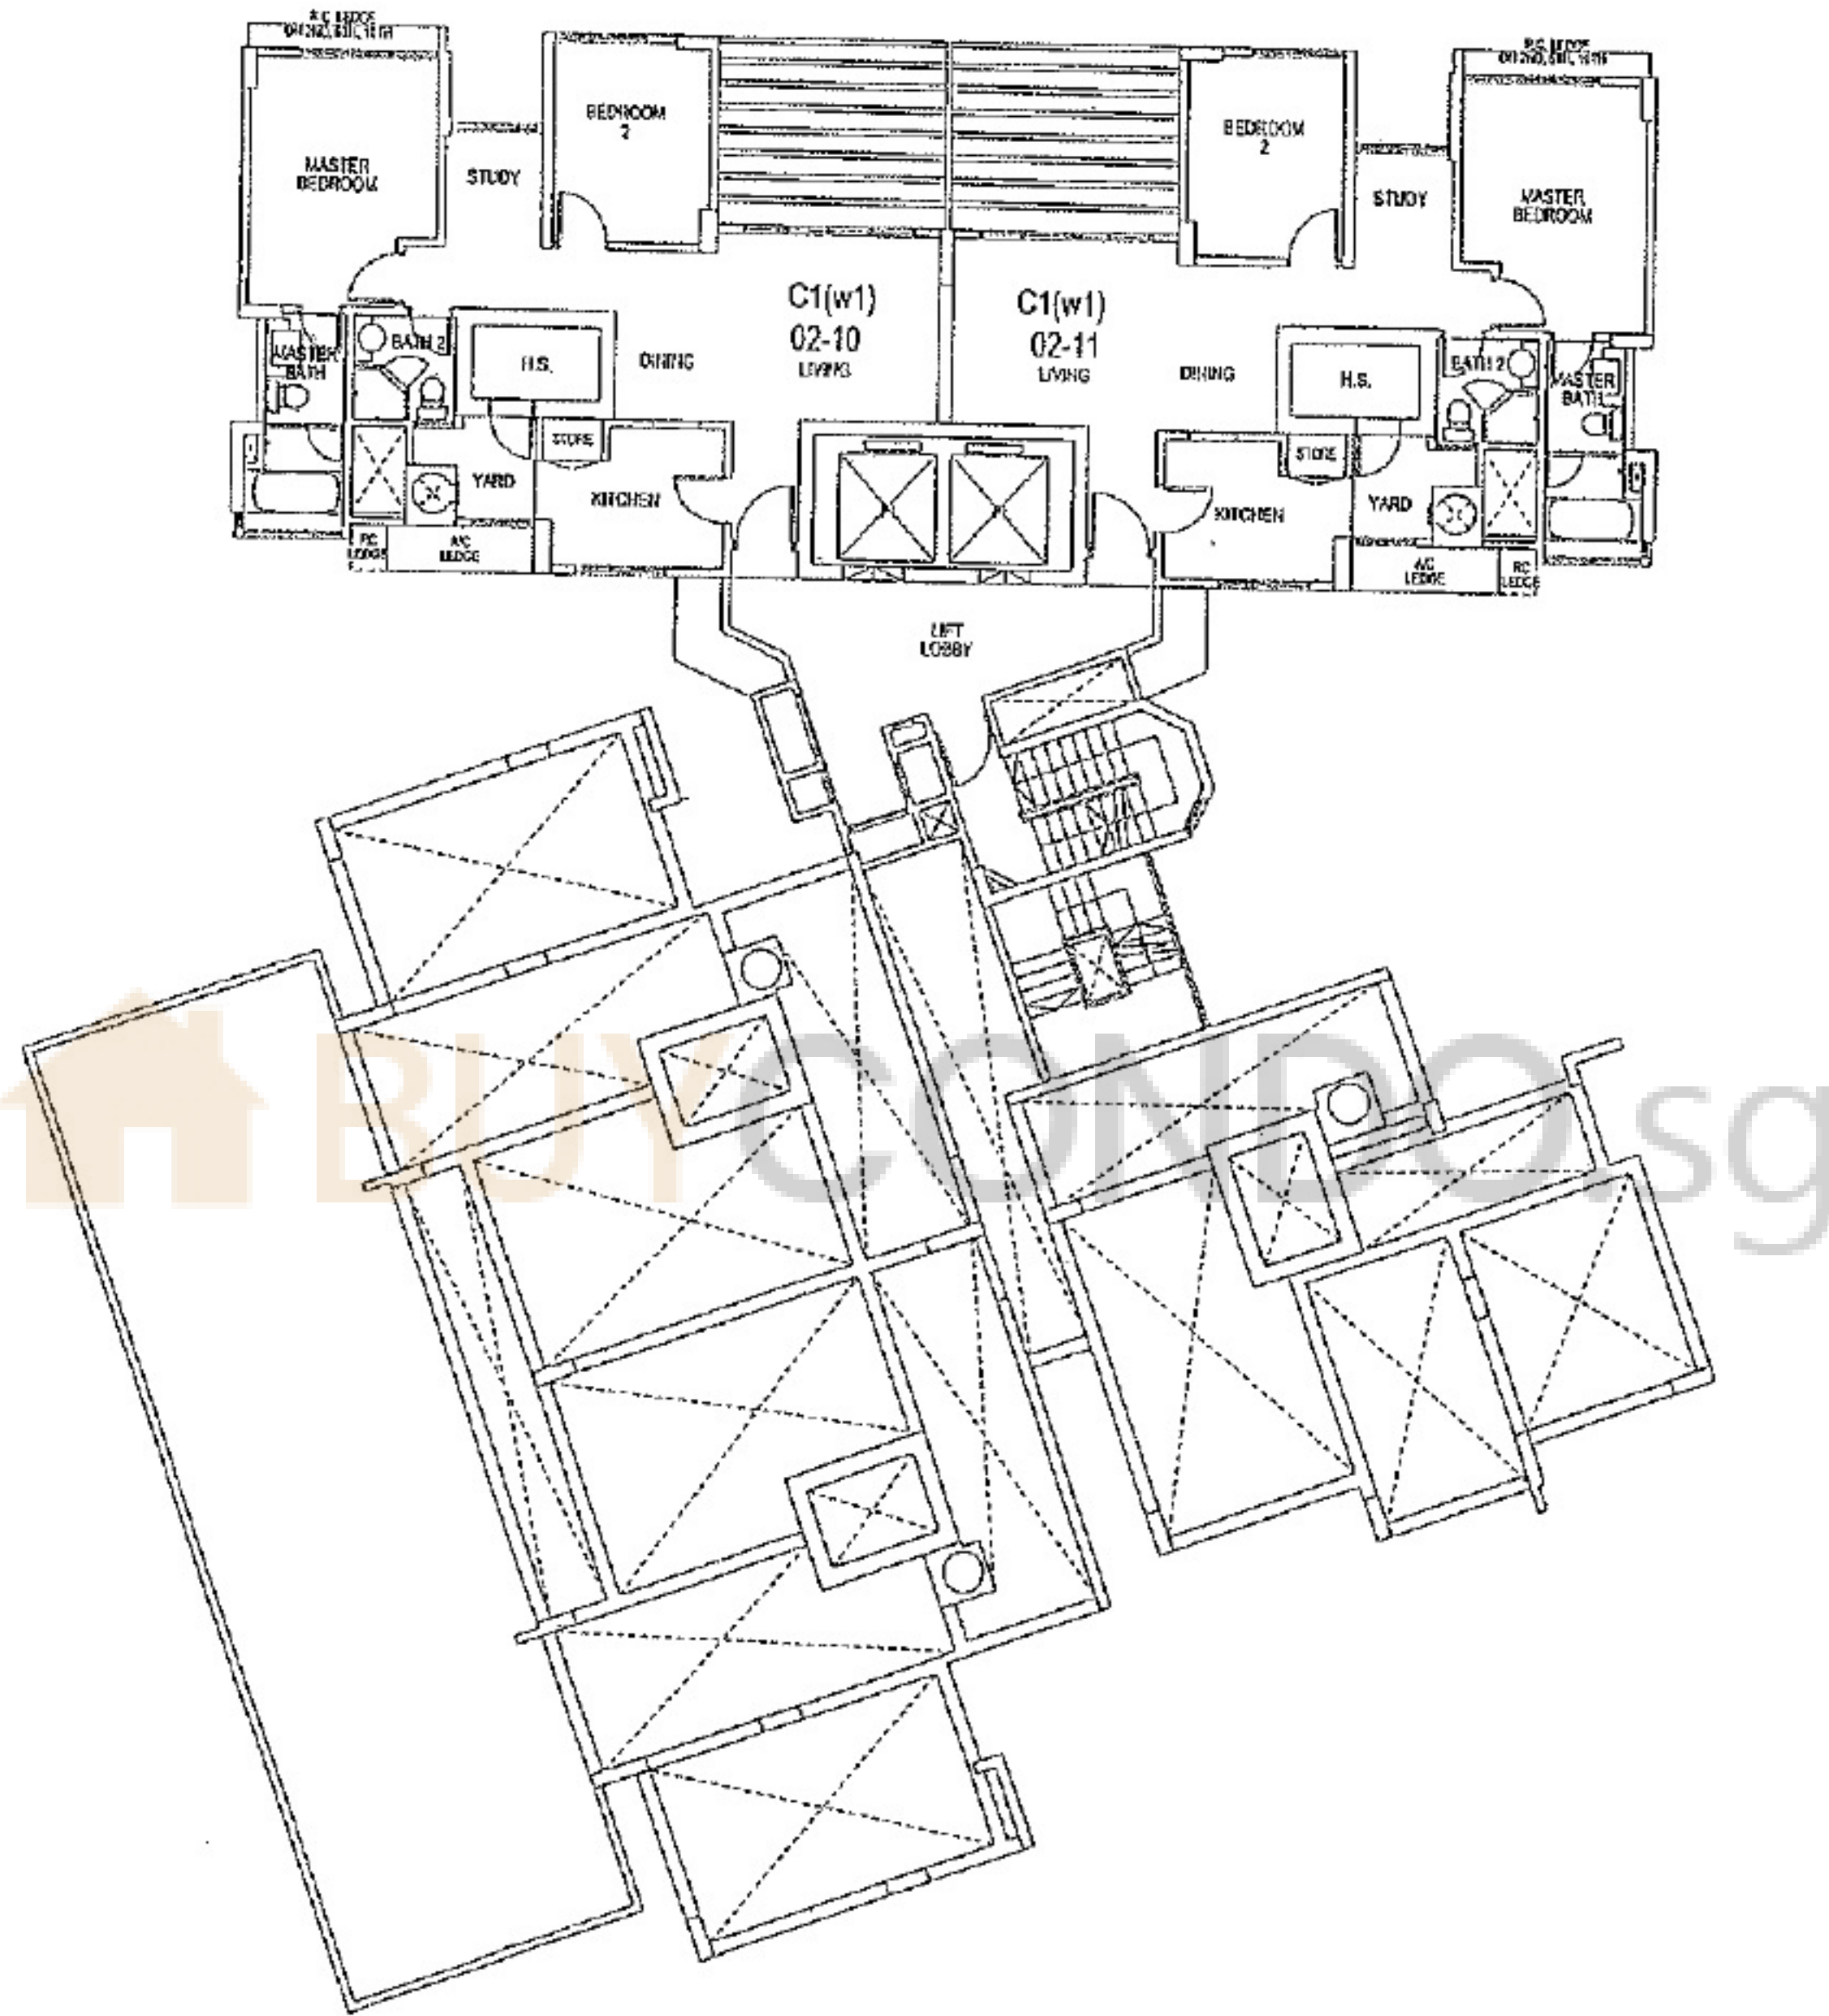 LEDGE
MASTER
BEDROOM
STUDY
BEDROOM
2
C1(w1)
02-10
LIVING
DINING
H.S.
BATH 2
MASTER
BATH
STORE
YARD
KITCHEN
RC
LEDGE
A/C
LEDGE
LEDGE
BEDROOM
2
STUDY
MASTER
BEDROOM
C1(w1)
02-11
LIVING
DINING
H.S.
BATH 2
MASTER
BATH
STORE
YARD
KITCHEN
A/C
LEDGE
RC
LEDGE
LIFT
LOBBY
BUYCONDO.sg